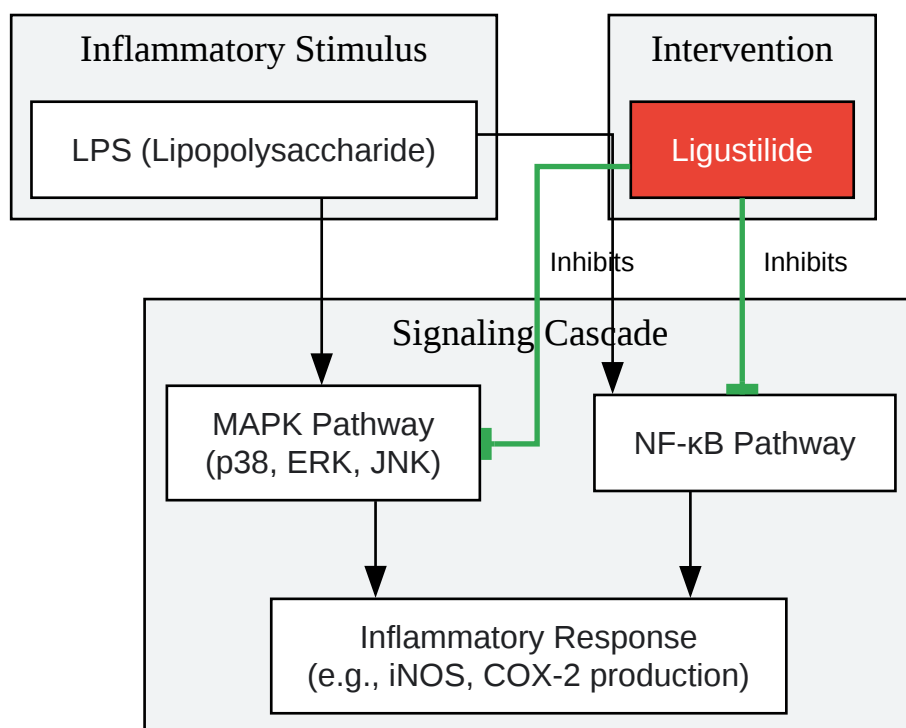 Inflammatory Stimulus
Intervention
LPS (Lipopolysaccharide)
Ligustilide
Inhibits
Inhibits
Signaling Cascade
MAPK Pathway
(p38, ERK, JNK)
NF-κB Pathway
Inflammatory Response
(e.g., iNOS, COX-2 production)